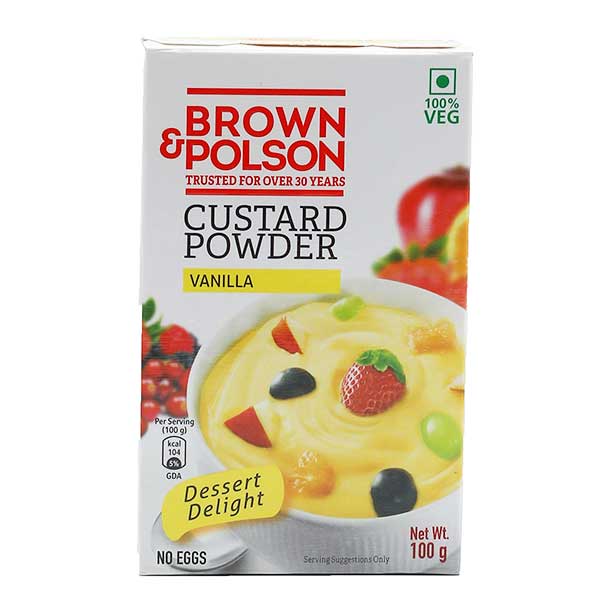 100%
VEG
BROWN
&POLSON
TRUSTED FOR OVER 30 YEARS
CUSTARD
POWDER
VANILLA
Per Serving
(100 g)
kcal
104
5%
GDA
Dessert
Delight
NO EGGS
Serving Suggestions Only
Net Wt.
100 g